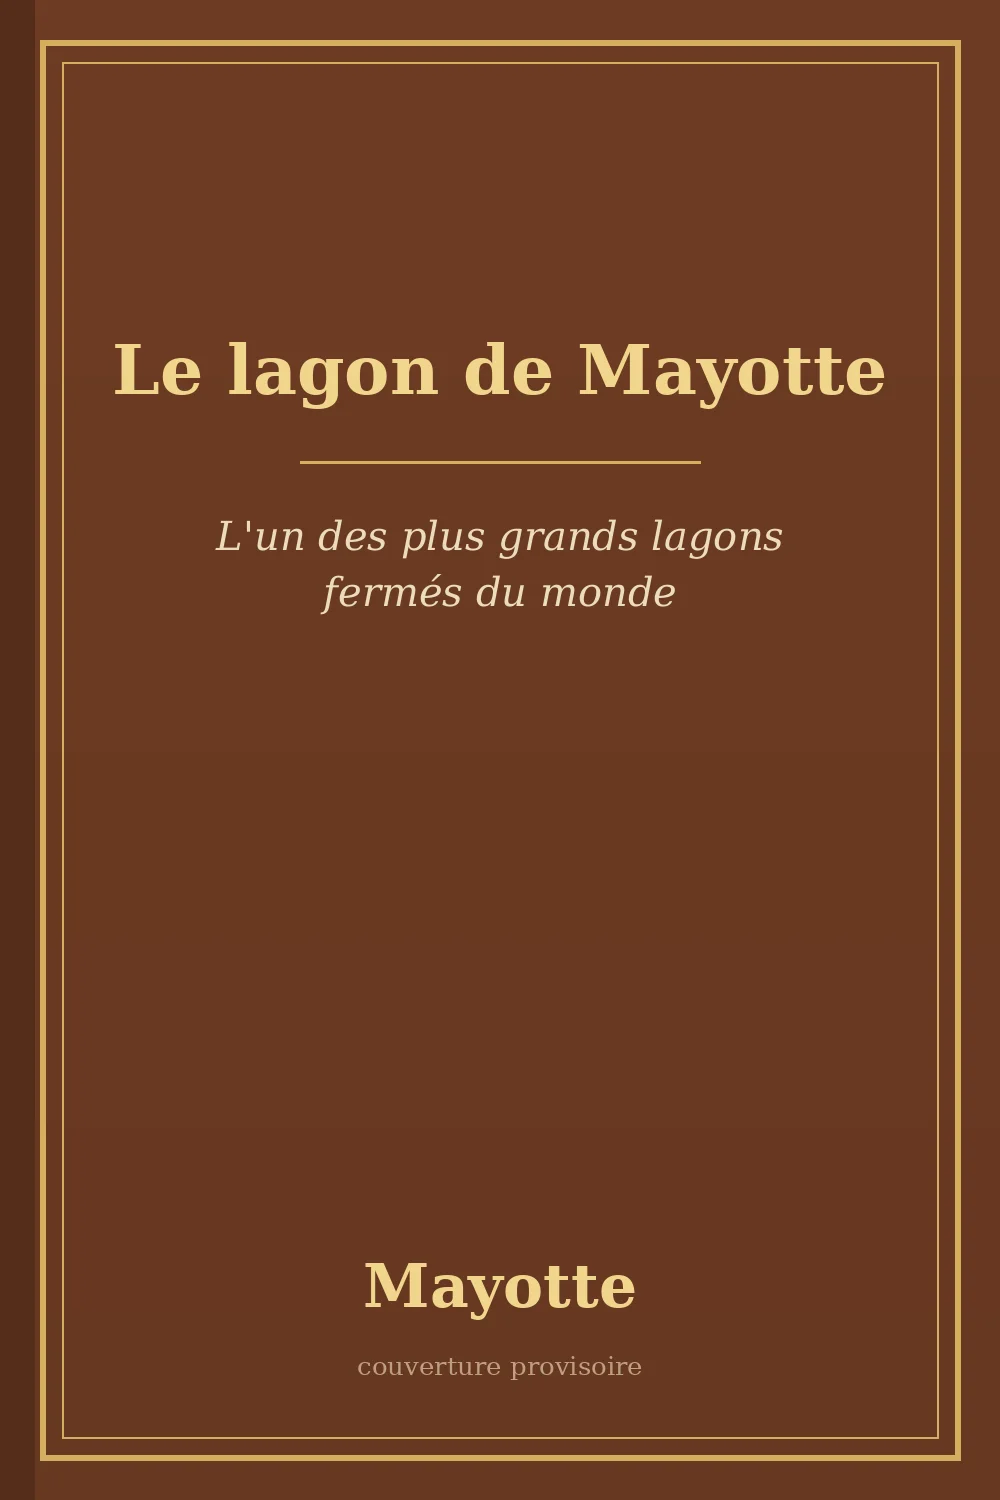 Le lagon de Mayotte
L'un des plus grands lagons
fermés du monde
Mayotte
couverture provisoire